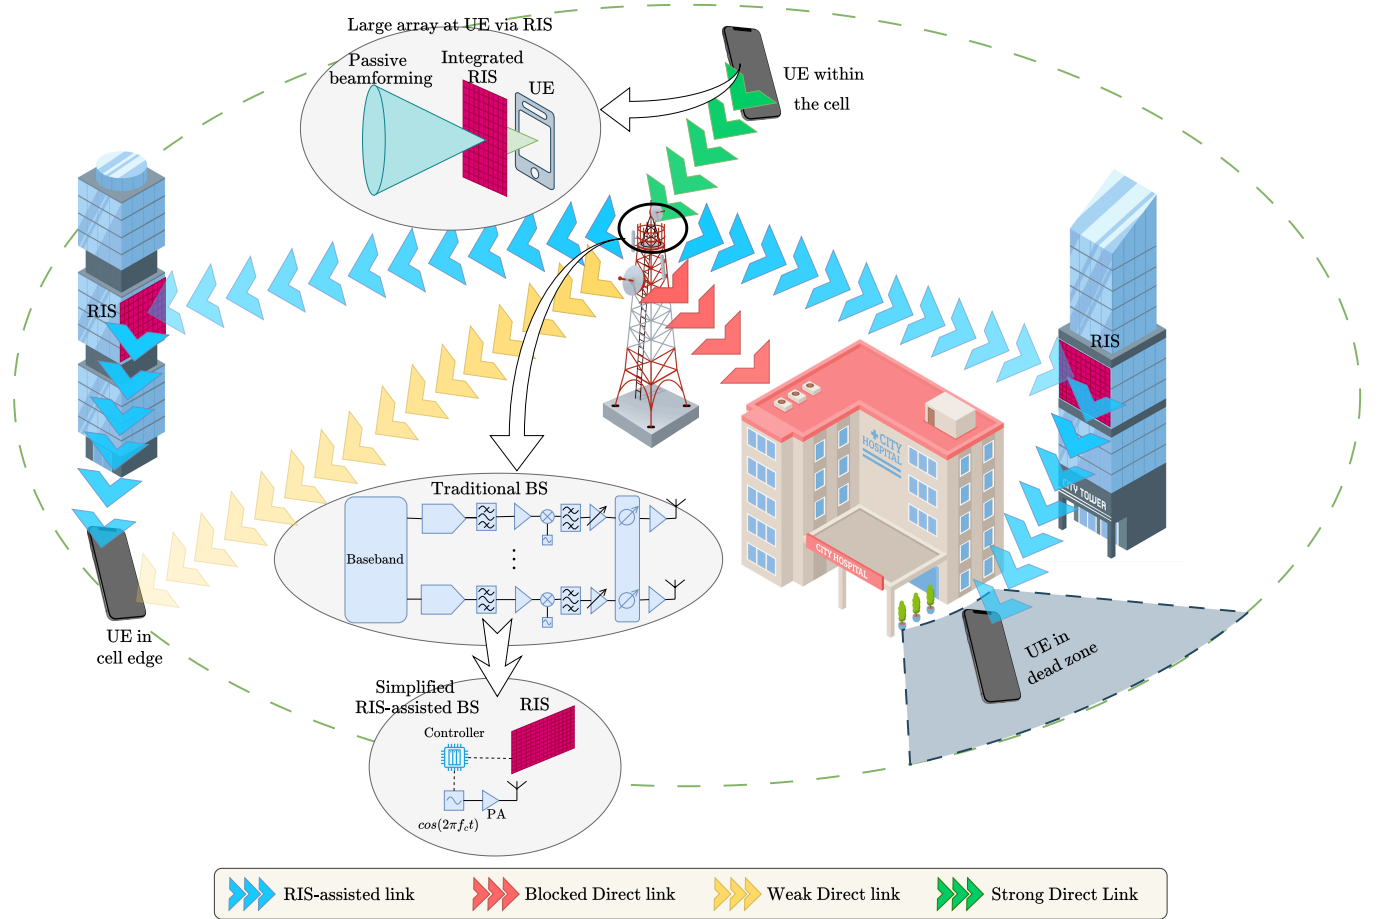 Large array at UE via RIS
Passive
beamforming
Integrated
RIS
UE
UE within
the cell
RIS
RIS
CITY
HOSPITAL
CITY TOWER
CITY HOSPITAL
Traditional BS
Baseband
UE in
cell edge
UE in
dead zone
Simplified
RIS-assisted BS
RIS
Controller
PA
cos(2πf_ct)
RIS-assisted link
Blocked Direct link
Weak Direct link
Strong Direct Link